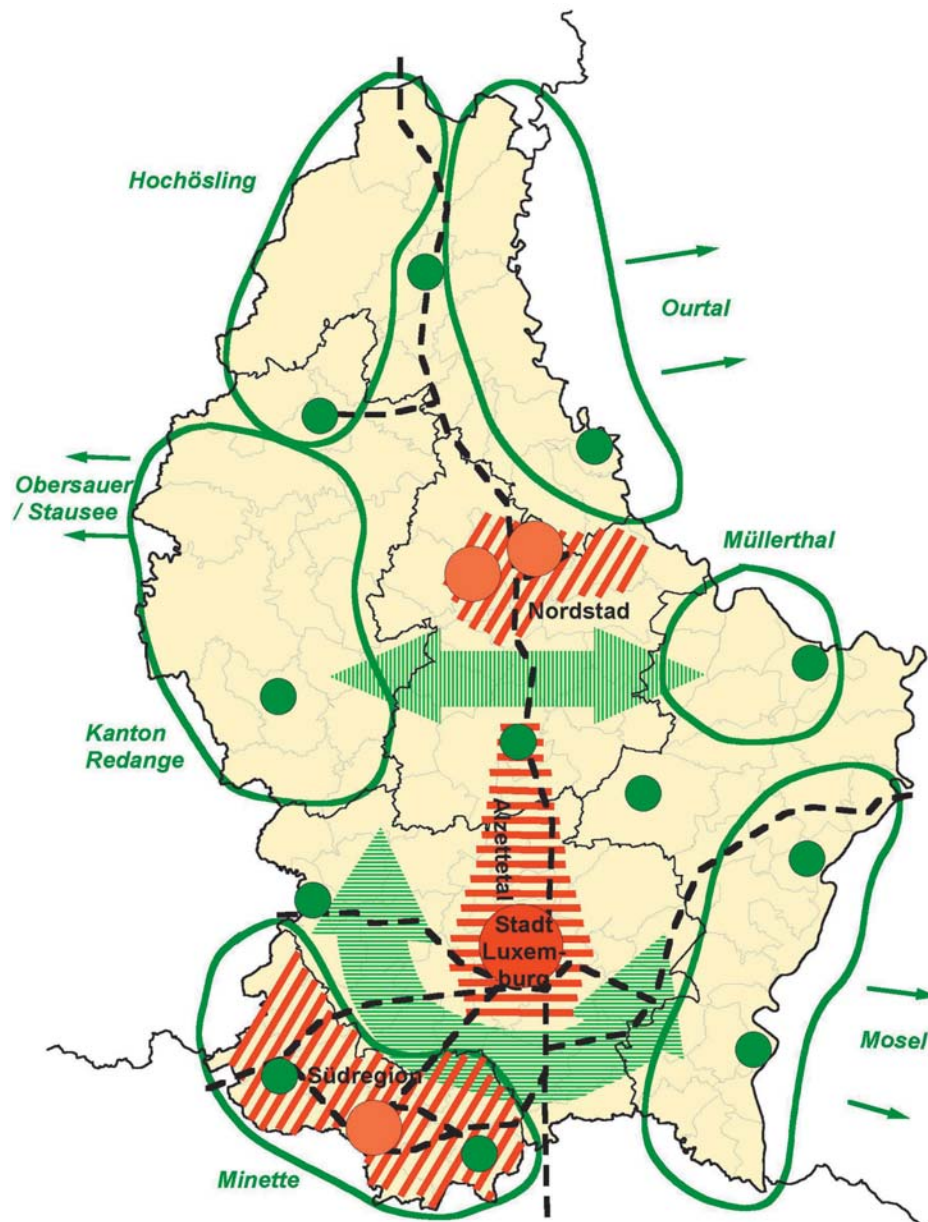 Hochösling
Ourtal
Obersauer
/ Stausee
Müllerthal
Nordstad
Kanton
Redange
Alzettetal
Stadt
Luxem-
burg
Mosel
Südregion
Minette